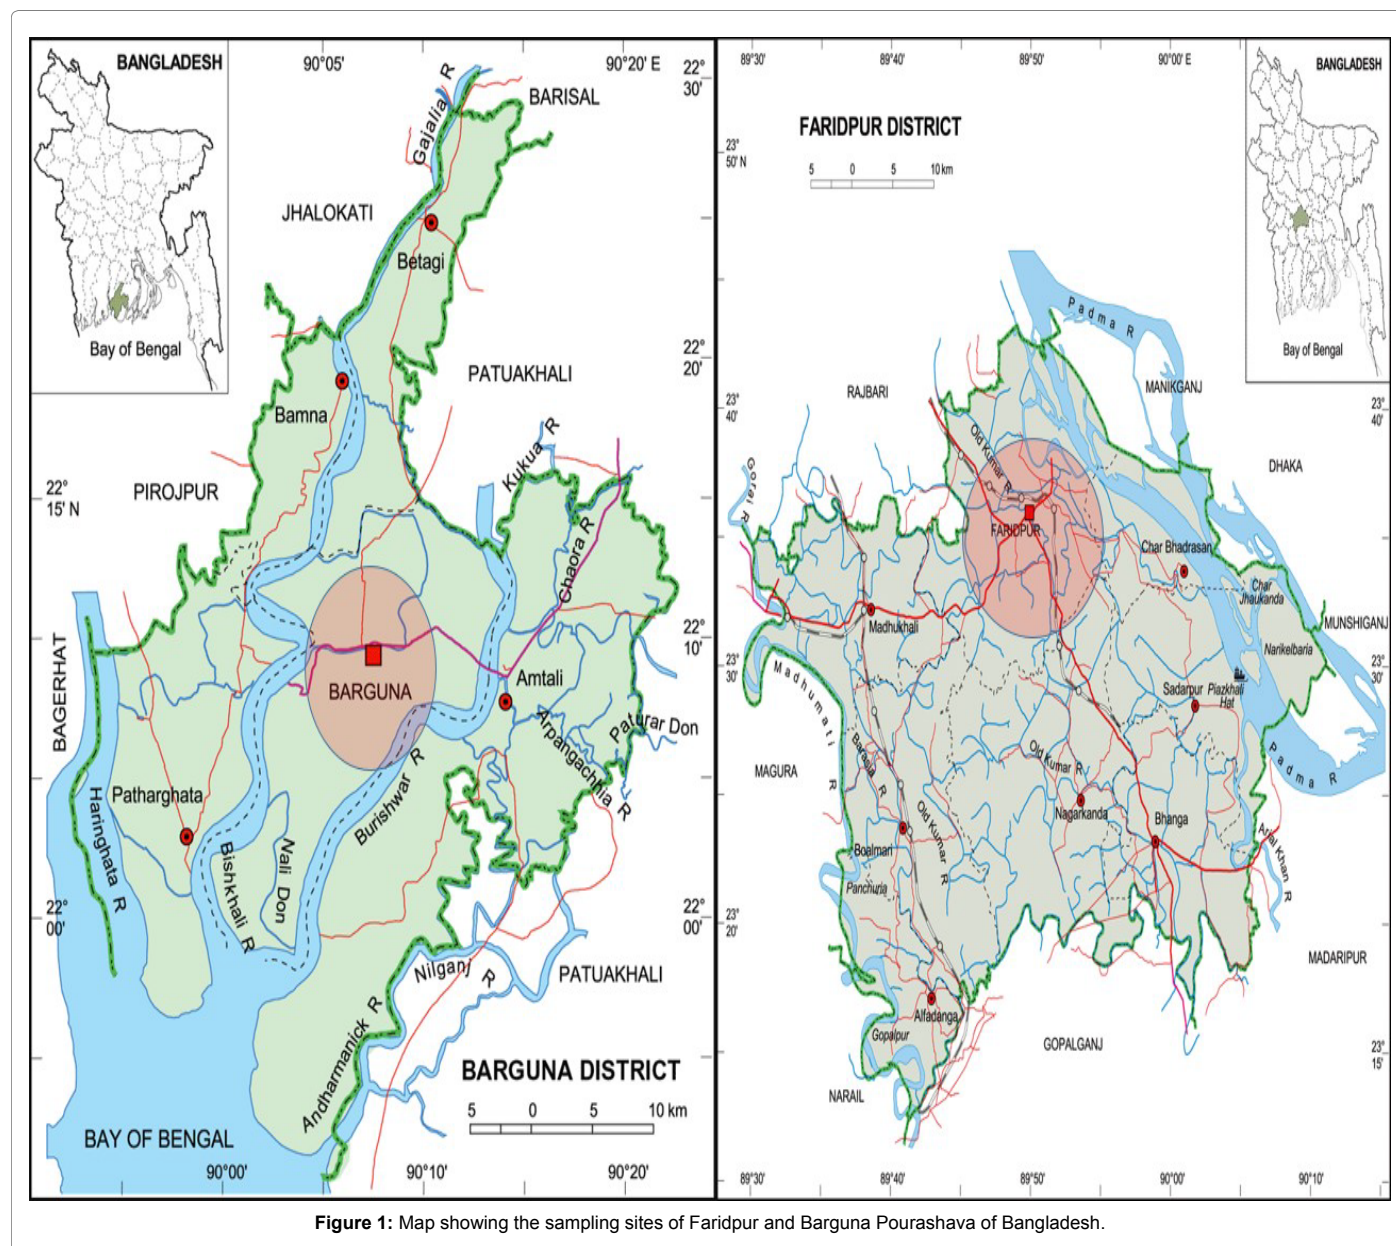 BANGLADESH
Bay of Bengal
90°05'
90°20' E
22°
30'
Gajalia R
BARISAL
JHALOKATI
Betagi
22°
20'
PATUAKHALI
Bamna
Kukua R
PIROJPUR
22°
15' N
Chaora R
BAGERHAT
22°
10'
BARGUNA
Amtali
Arpangachhia R
Paturar Don
Patharghata
Haringhata R
Burishwar R
Bishkhali R
Nali Don
22°
00'
22°
00'
Nilganj R
PATUAKHALI
Andharmanick R
BARGUNA DISTRICT
5 0 5 10 km
BAY OF BENGAL
90°00'
90°10'
90°20'
89°30'
89°40'
89°50'
90°00'
BANGLADESH
Bay of Bengal
FARIDPUR DISTRICT
5 0 5 10 km
23°
50' N
Padma R
MANIKGANJ
RAJBARI
23°
40'
23°
40'
Old Kumar R
DHAKA
Gorai R
FARIDPUR
Char Bhadrasan
Char
Jhaukanda
Madhukhali
MUNSHIGANJ
Narikelbaria
23°
30'
23°
30'
Madhumati R
Sadarpur
Piazkhali
Hat
Barasia R
Old Kumar R
Padma R
MAGURA
Nagarkanda
Old Kumar R
Bhanga
Boalmari
Arial Khan R
Panchuria
23°
20'
23°
20'
MADARIPUR
Alfadanga
Gopalpur
GOPALGANJ
23°
15'
NARAIL
89°30'
89°40'
89°50'
90°00'
90°10'
Figure 1: Map showing the sampling sites of Faridpur and Barguna Pourashava of Bangladesh.